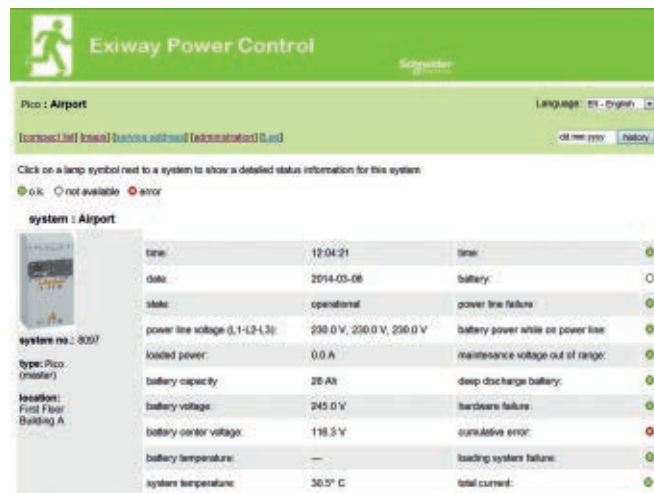 Exiway Power Control
Schneider
Pico : Airport
Language: EN - English
[compact list] [maps] [service address] [administration] [Log]
dd.mm.yyyy history
Click on a lamp symbol next to a system to show a detailed status information for this system
o.k. not available error
system : Airport
time: 12:04:21 time:
date: 2014-03-06 battery:
state: operational power line failure:
power line voltage (L1-L2-L3): 230.0 V, 230.0 V, 230.0 V battery power while on power line:
system no.: 8097
loaded power: 0.0 A maintenance voltage out of range:
type: Pico
(master)
battery capacity 28 Ah deep discharge battery:
location:
First Floor
Building A
battery voltage: 245.0 V hardware failure:
battery center voltage: 116.3 V cumulative error:
battery temperature: --- loading system failure:
system temperature: 30.5° C total current: